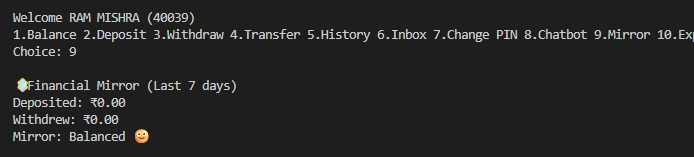 Welcome RAM MISHRA (40039)
1.Balance 2.Deposit 3.Withdraw 4.Transfer 5.History 6.Inbox 7.Change PIN 8.Chatbot 9.Mirror 10.Ex
Choice: 9
Financial Mirror (Last 7 days)
Deposited: ₹0.00
Withdrew: ₹0.00
Mirror: Balanced 🙂